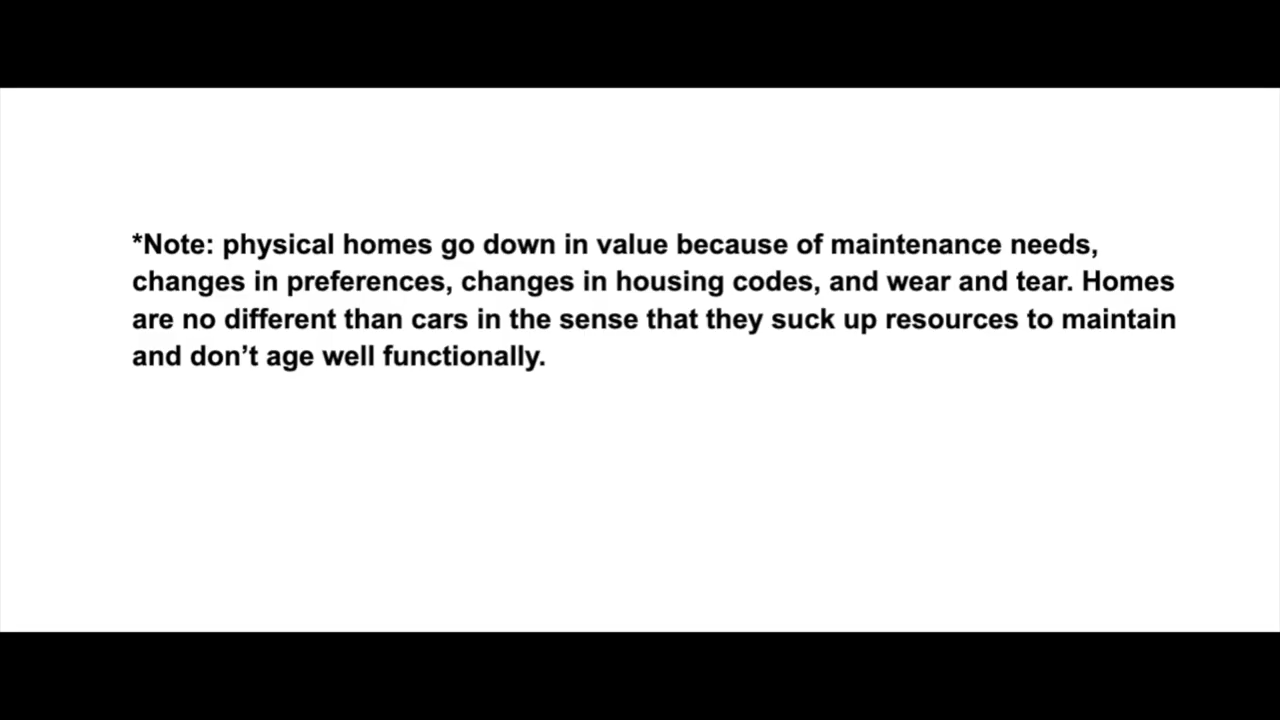 *Note: physical homes go down in value because of maintenance needs,
changes in preferences, changes in housing codes, and wear and tear. Homes
are no different than cars in the sense that they suck up resources to maintain
and don’t age well functionally.